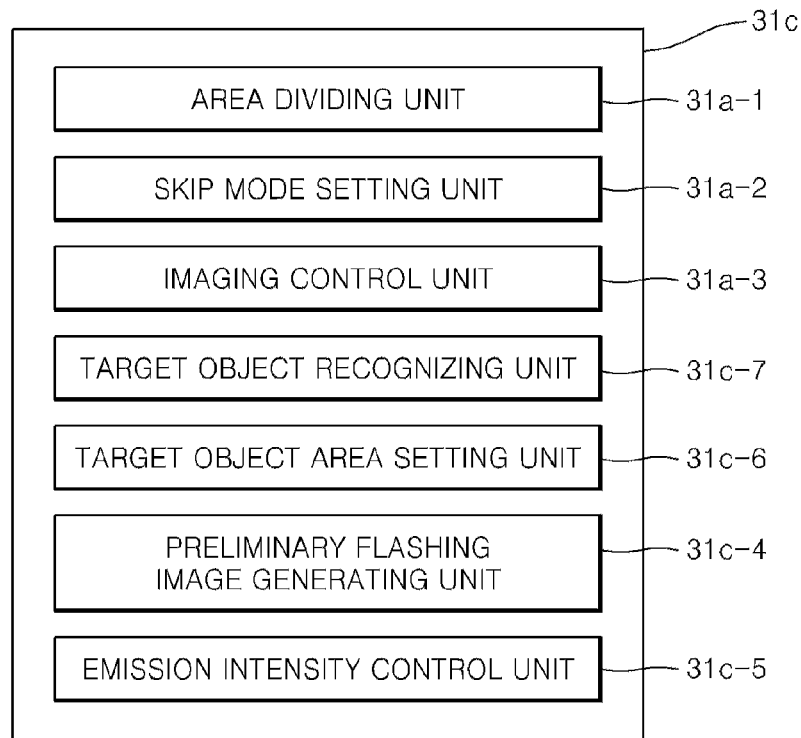 31c
AREA DIVIDING UNIT 31a-1
SKIP MODE SETTING UNIT 31a-2
IMAGING CONTROL UNIT 31a-3
TARGET OBJECT RECOGNIZING UNIT 31c-7
TARGET OBJECT AREA SETTING UNIT 31c-6
PRELIMINARY FLASHING
IMAGE GENERATING UNIT 31c-4
EMISSION INTENSITY CONTROL UNIT 31c-5